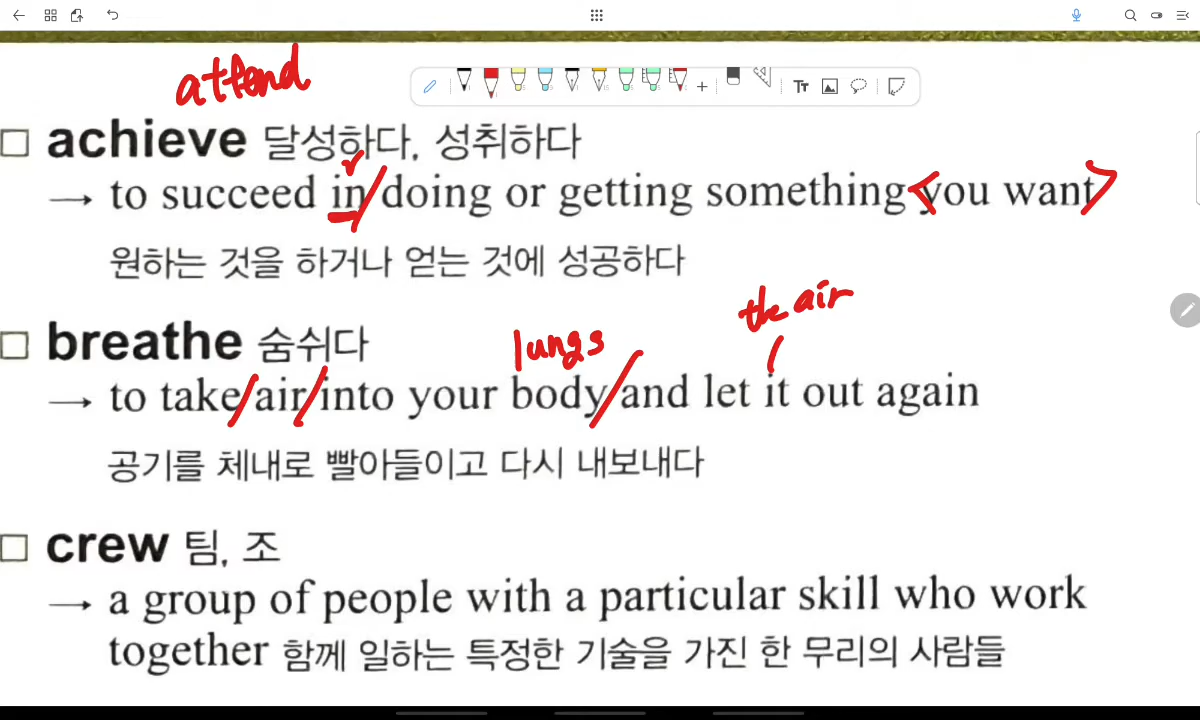 attend
achieve 달성하다, 성취하다
→ to succeed in doing or getting something <you want>
원하는 것을 하거나 얻는 것에 성공하다
the air
lungs
breathe 숨쉬다
→ to take/air/into your body/and let it out again
공기를 체내로 빨아들이고 다시 내보내다
crew 팀, 조
→ a group of people with a particular skill who work
together 함께 일하는 특정한 기술을 가진 한 무리의 사람들